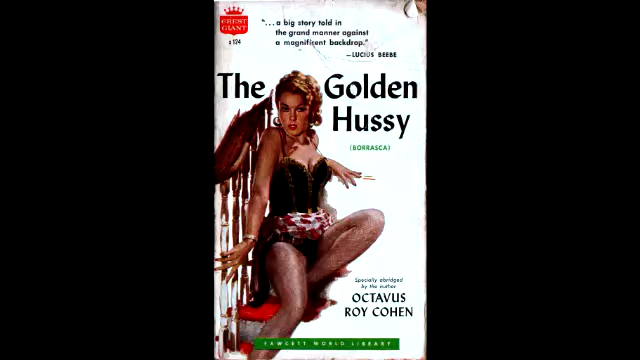 CREST
GIANT
s 124
"...a big story told in
the grand manner against
a magnificent backdrop."
—LUCIUS BEEBE
The Golden
Hussy
(BORRASCA)
Specially abridged
by the author
OCTAVUS
ROY COHEN
FAWCETT WORLD LIBRARY